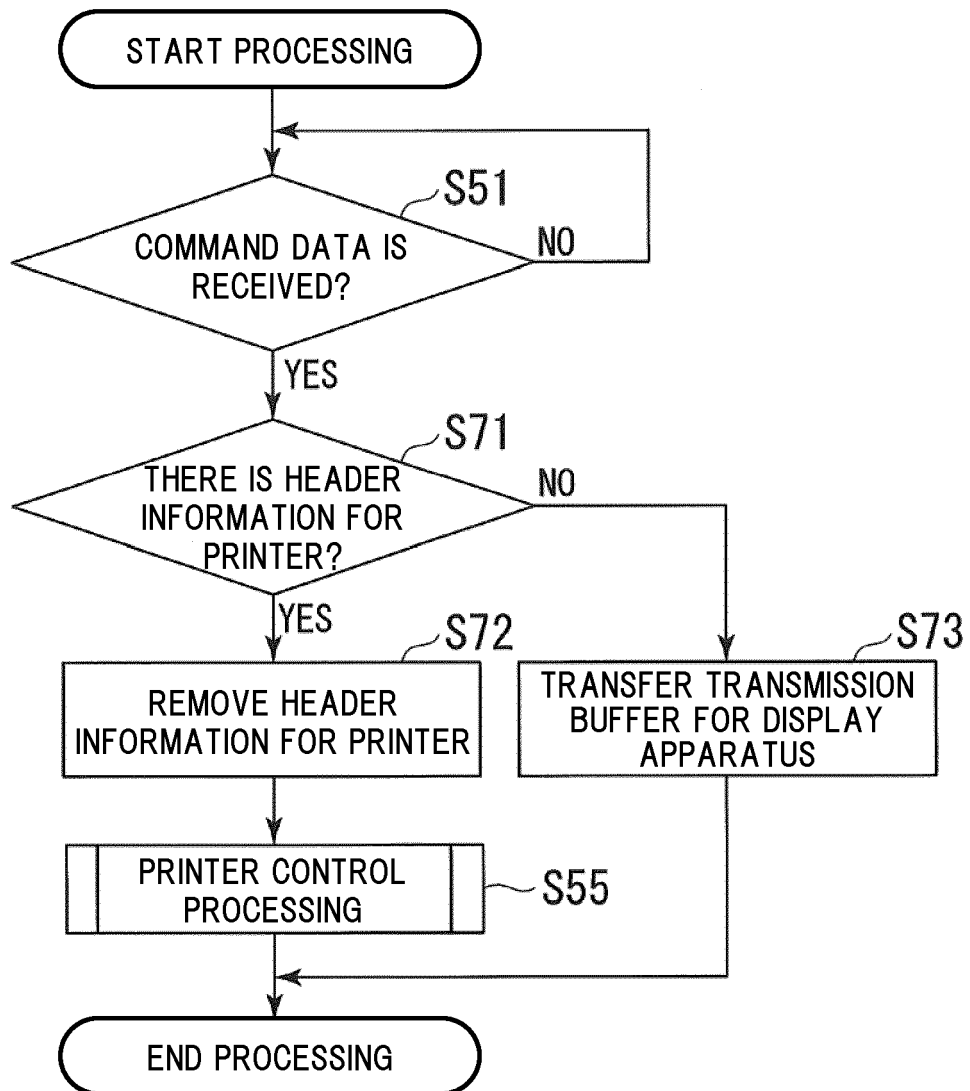 START PROCESSING
S51
COMMAND DATA IS
RECEIVED?
NO
YES
S71
THERE IS HEADER
INFORMATION FOR
PRINTER?
NO
YES
S72
REMOVE HEADER
INFORMATION FOR PRINTER
S73
TRANSFER TRANSMISSION
BUFFER FOR DISPLAY
APPARATUS
PRINTER CONTROL
PROCESSING
S55
END PROCESSING